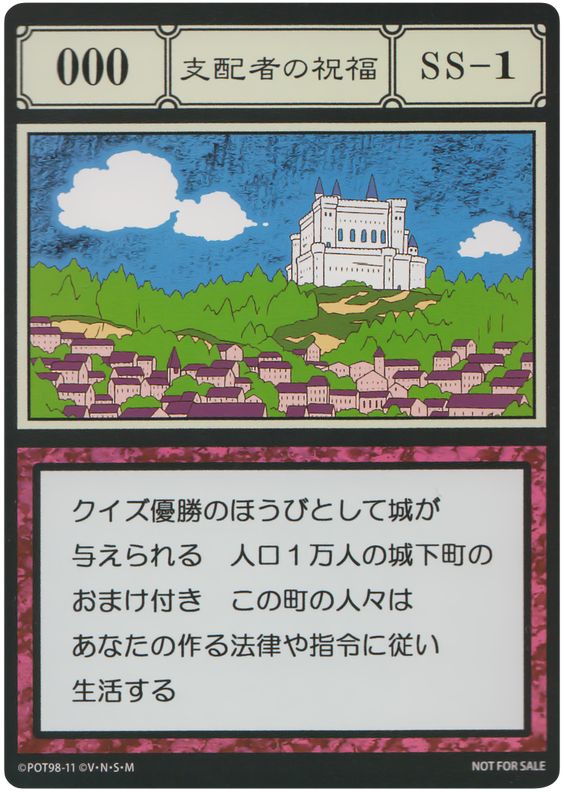 000
支配者の祝福
SS-1
クイズ優勝のほうびとして城が
与えられる　人口1万人の城下町の
おまけ付き　この町の人々は
あなたの作る法律や指令に従い
生活する
©POT98-11 ©V・N・S・M
NOT FOR SALE